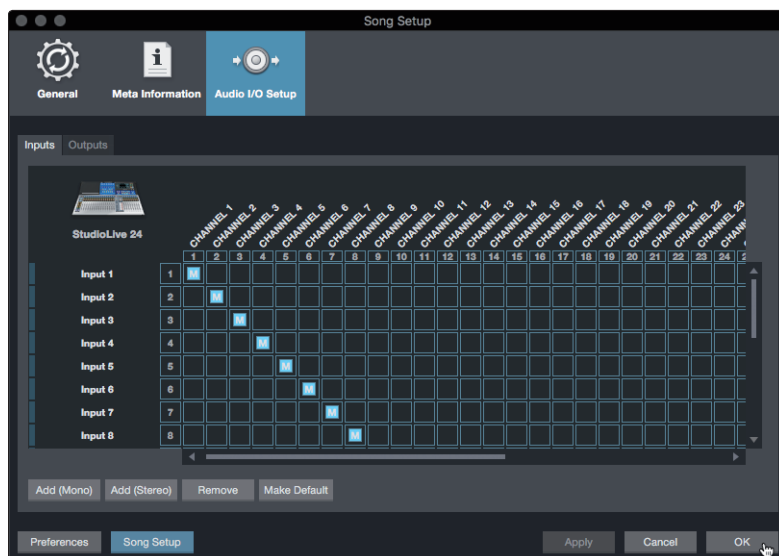 Song Setup
General Meta Information Audio I/O Setup
Inputs Outputs
StudioLive 24
CHANNEL 1 CHANNEL 2 CHANNEL 3 CHANNEL 4 CHANNEL 5 CHANNEL 6 CHANNEL 7 CHANNEL 8 CHANNEL 9 CHANNEL 10 CHANNEL 11 CHANNEL 12 CHANNEL 13 CHANNEL 14 CHANNEL 15 CHANNEL 16 CHANNEL 17 CHANNEL 18 CHANNEL 19 CHANNEL 20 CHANNEL 21 CHANNEL 22 CHANNEL 23
1 2 3 4 5 6 7 8 9 10 11 12 13 14 15 16 17 18 19 20 21 22 23 24
Input 1 1 M
Input 2 2 M
Input 3 3 M
Input 4 4 M
Input 5 5 M
Input 6 6 M
Input 7 7 M
Input 8 8 M
Add (Mono) Add (Stereo) Remove Make Default
Preferences Song Setup Apply Cancel OK